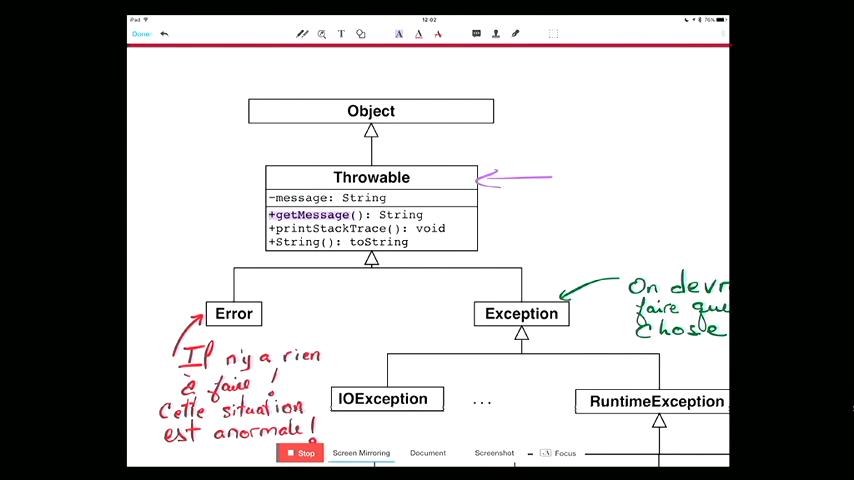 iPad
12:02
76%
Done
T A A A
Object
Throwable
-message: String
+getMessage(): String
+printStackTrace(): void
+String(): toString
Error
Exception
On devr
faire que
chose
Il n'y a rien
à faire !
Cette situation
est anormale !
IOException
...
RuntimeException
Stop
Screen Mirroring
Document
Screenshot
A Focus